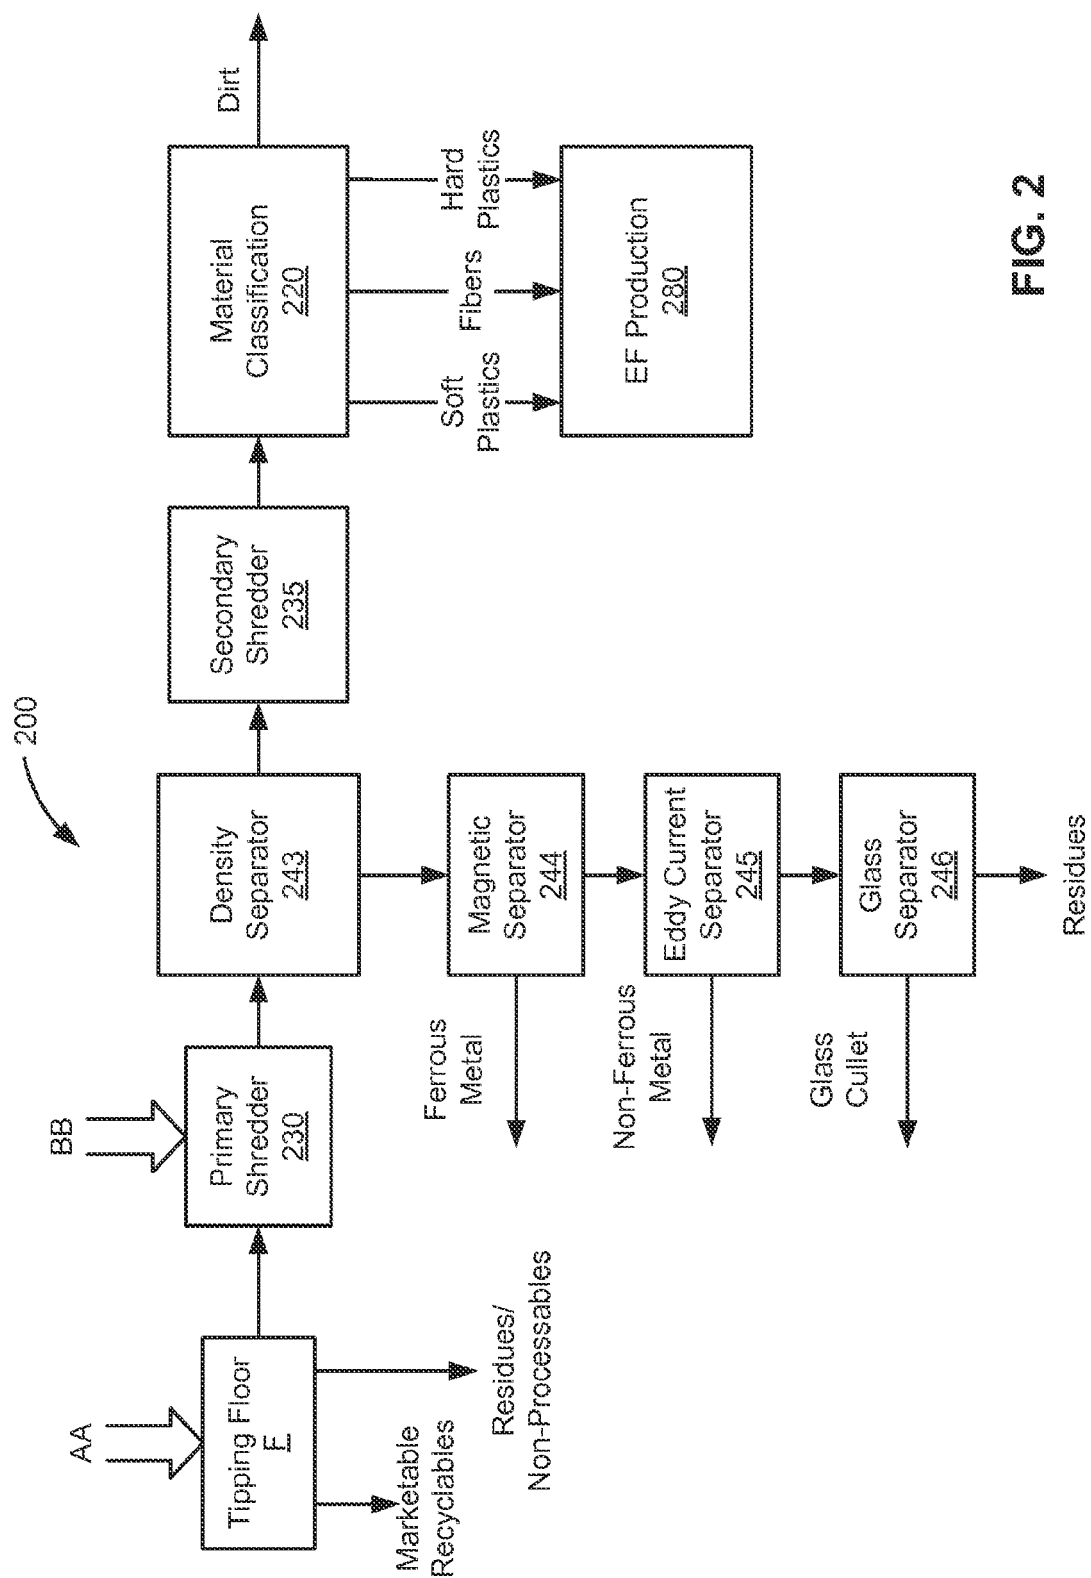 200
AA
BB
Tipping Floor
F
Primary
Shredder
230
Density
Separator
243
Secondary
Shredder
235
Material
Classification
220
Dirt
Marketable
Recyclables
Residues/
Non-Processables
Ferrous
Metal
Magnetic
Separator
244
Soft
Plastics
Fibers
Hard
Plastics
Non-Ferrous
Metal
Eddy Current
Separator
245
EF Production
280
Glass
Cullet
Glass
Separator
246
Residues
FIG. 2